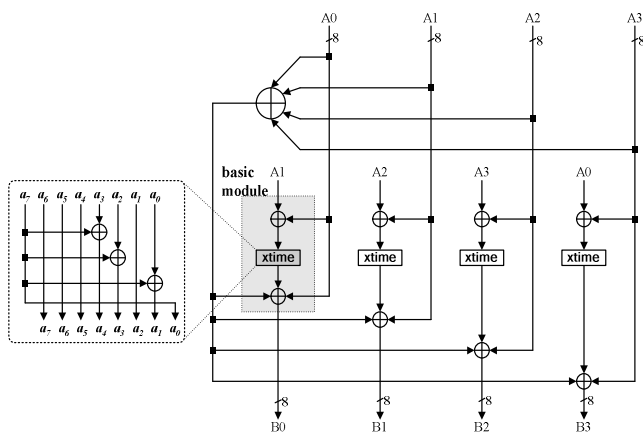 A0 A1 A2 A3
8 8 8 8
basic
module
A1 A2 A3 A0
a7 a6 a5 a4 a3 a2 a1 a0
xtime xtime xtime xtime
a7 a6 a5 a4 a3 a2 a1 a0
8 8 8 8
B0 B1 B2 B3